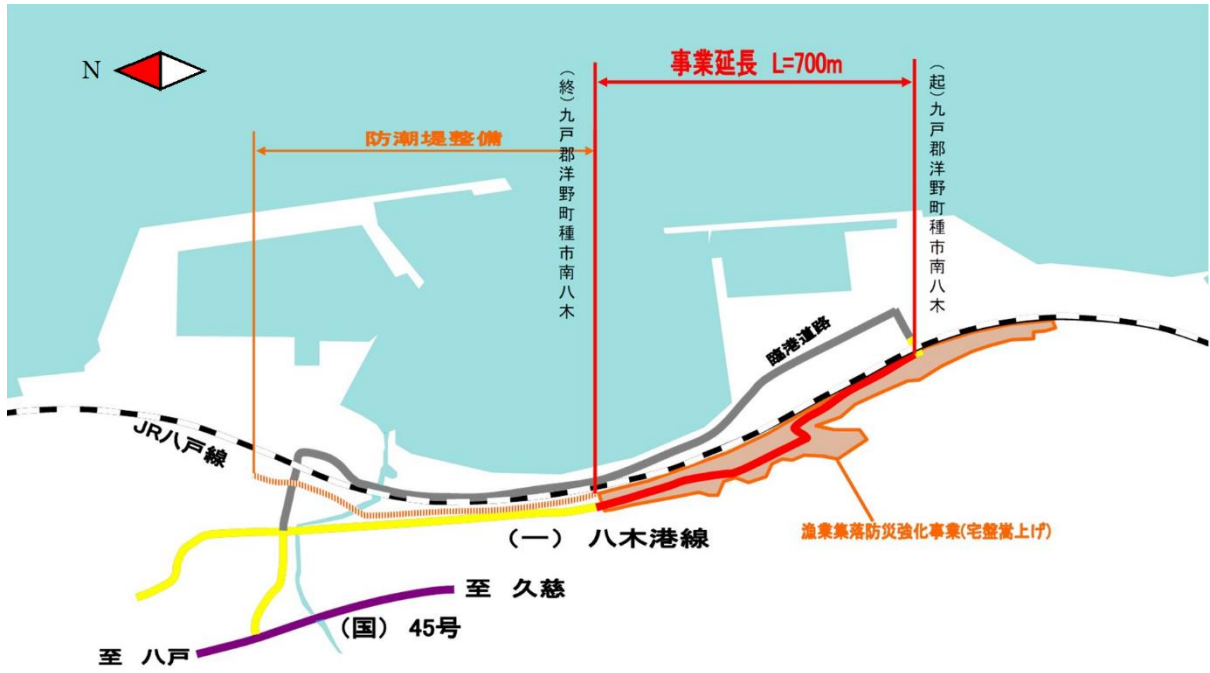 N
事業延長 L=700m
防潮堤整備
（終）九戸郡洋野町種市南八木
（起）九戸郡洋野町種市南八木
臨港道路
JR八戸線
（一） 八木港線
漁業集落防災強化事業(宅盤嵩上げ)
至 久慈
（国） 45号
至 八戸